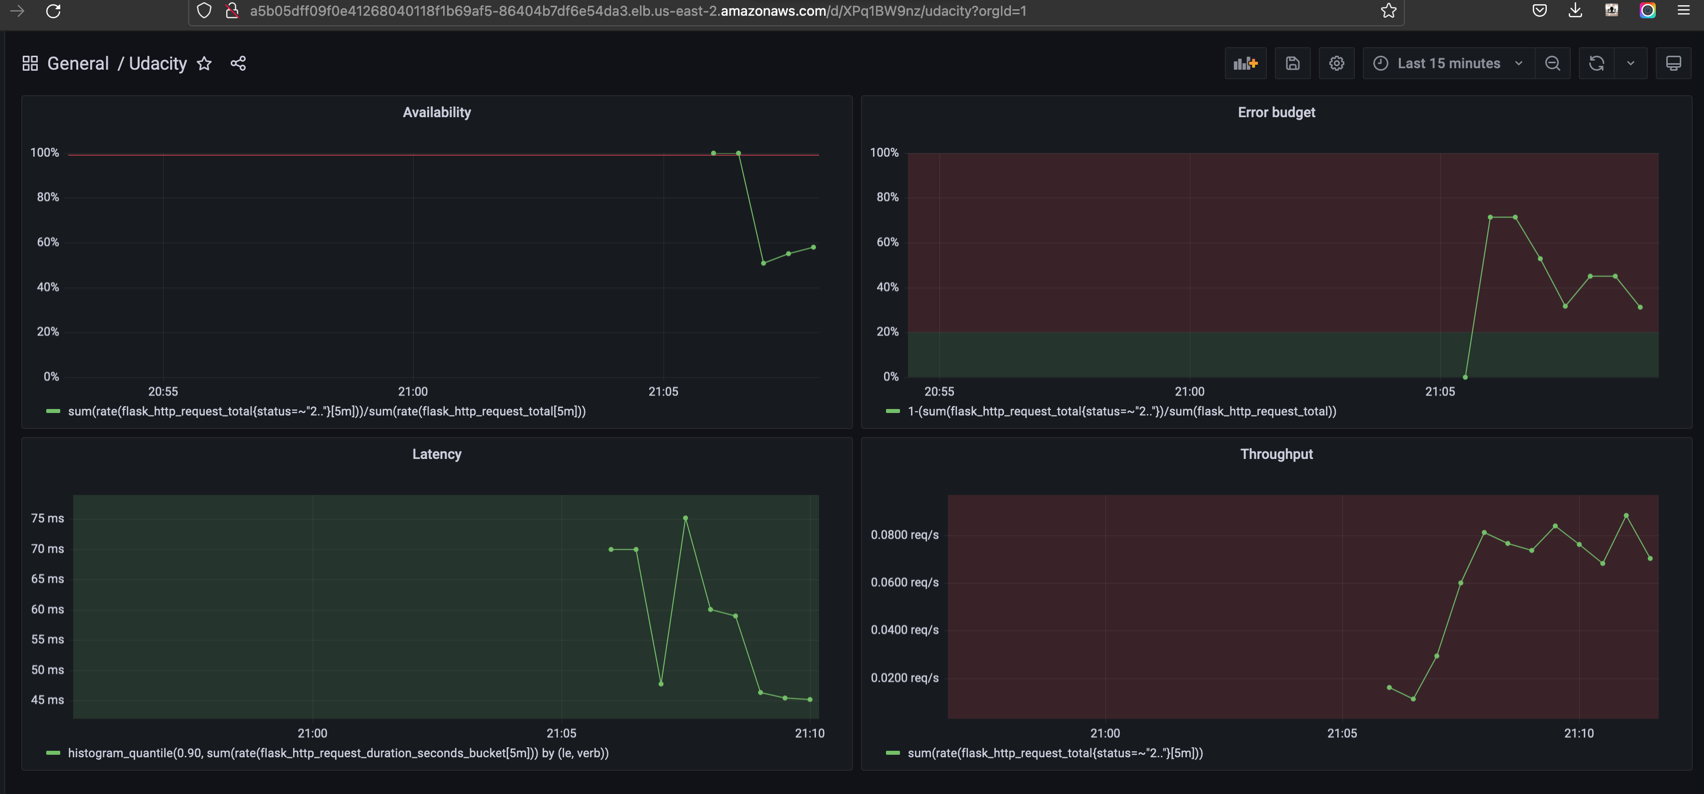 a5b05dff09f0e41268040118f1b69af5-86404b7df6e54da3.elb.us-east-2.amazonaws.com/d/XPq1BW9nz/udacity?orgId=1
General / Udacity
Last 15 minutes
Availability
100%
80%
60%
40%
20%
0%
20:55 21:00 21:05
sum(rate(flask_http_request_total{status=~"2.."}[5m]))/sum(rate(flask_http_request_total[5m]))
Error budget
100%
80%
60%
40%
20%
0%
20:55 21:00 21:05
1-(sum(flask_http_request_total{status=~"2.."})/sum(flask_http_request_total))
Latency
75 ms
70 ms
65 ms
60 ms
55 ms
50 ms
45 ms
21:00 21:05 21:10
histogram_quantile(0.90, sum(rate(flask_http_request_duration_seconds_bucket[5m])) by (le, verb))
Throughput
0.0800 req/s
0.0600 req/s
0.0400 req/s
0.0200 req/s
21:00 21:05 21:10
sum(rate(flask_http_request_total{status=~"2.."}[5m]))